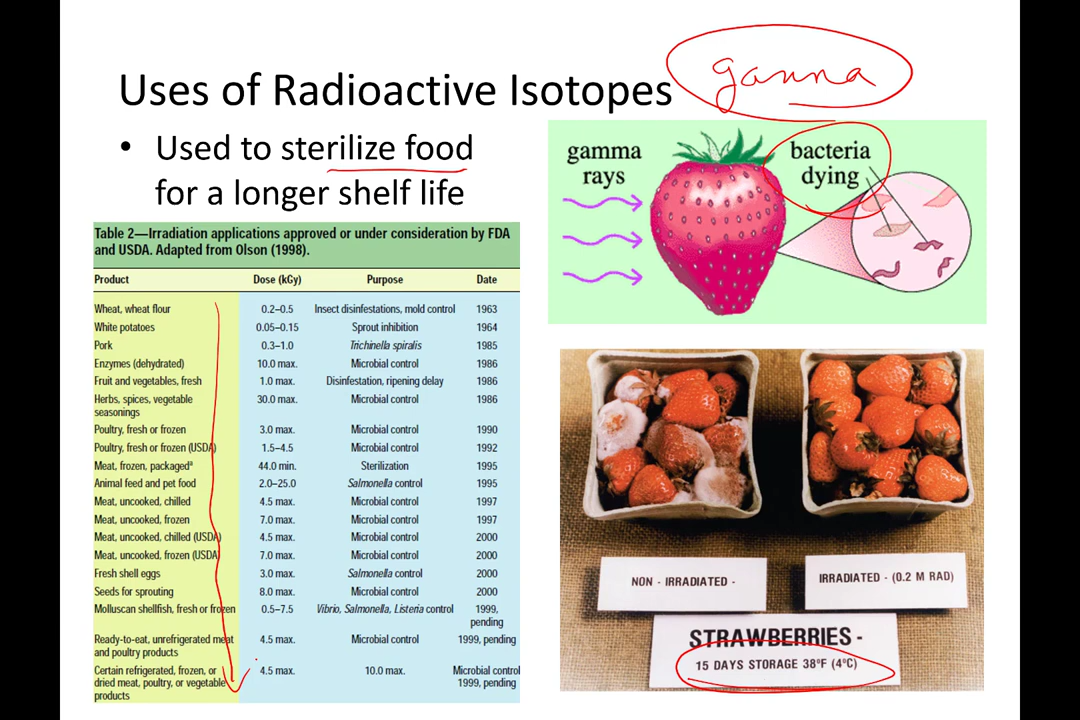 Uses of Radioactive Isotopes
ganna
• Used to sterilize food
for a longer shelf life
Table 2—Irradiation applications approved or under consideration by FDA
and USDA. Adapted from Olson (1998).
Product Dose (kGy) Purpose Date
Wheat, wheat flour 0.2–0.5 Insect disinfestations, mold control 1963
White potatoes 0.05–0.15 Sprout inhibition 1964
Pork 0.3–1.0 Trichinella spiralis 1985
Enzymes (dehydrated) 10.0 max. Microbial control 1986
Fruit and vegetables, fresh 1.0 max. Disinfestation, ripening delay 1986
Herbs, spices, vegetable 30.0 max. Microbial control 1986
seasonings
Poultry, fresh or frozen 3.0 max. Microbial control 1990
Poultry, fresh or frozen (USDA) 1.5–4.5 Microbial control 1992
Meat, frozen, packagedª 44.0 min. Sterilization 1995
Animal feed and pet food 2.0–25.0 Salmonella control 1995
Meat, uncooked, chilled 4.5 max. Microbial control 1997
Meat, uncooked, frozen 7.0 max. Microbial control 1997
Meat, uncooked, chilled (USDA) 4.5 max. Microbial control 2000
Meat, uncooked, frozen (USDA) 7.0 max. Microbial control 2000
Fresh shell eggs 3.0 max. Salmonella control 2000
Seeds for sprouting 8.0 max. Microbial control 2000
Molluscan shellfish, fresh or frozen 0.5–7.5 Vibrio, Salmonella, Listeria control 1999,
pending
Ready-to-eat, unrefrigerated meat 4.5 max. Microbial control 1999, pending
and poultry products
Certain refrigerated, frozen, or 4.5 max. 10.0 max. Microbial control
dried meat, poultry, or vegetable 1999, pending
products
gamma
rays
bacteria
dying
NON - IRRADIATED -
IRRADIATED - (0.2 M RAD)
STRAWBERRIES -
15 DAYS STORAGE 38°F (4°C)